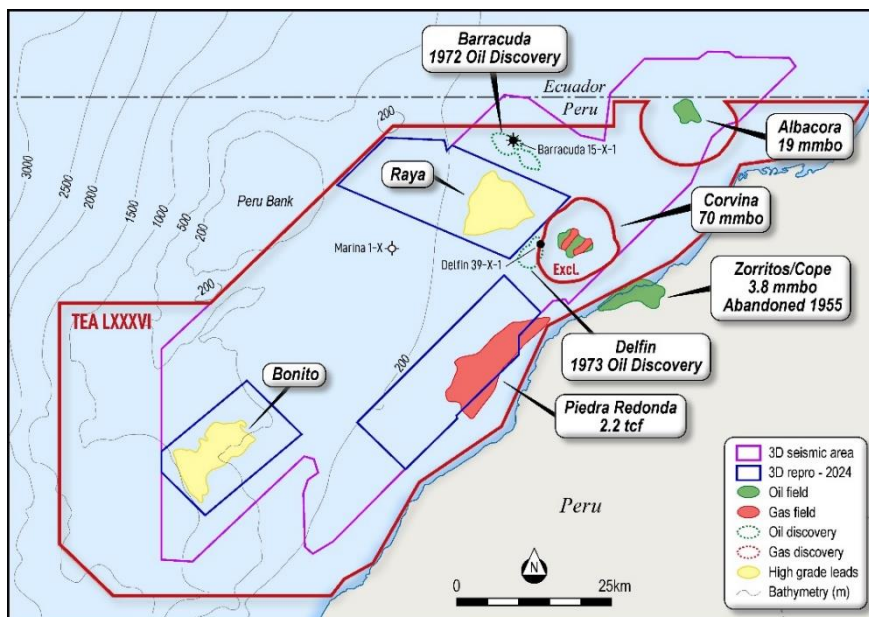 Barracuda
1972 Oil Discovery
Ecuador
Peru
200
Barracuda 15-X-1
Albacora
19 mmbo
3000
2500
2000
1500
1000
500
200
Peru Bank
Raya
Corvina
70 mmbo
Marina 1-X
Delfin 39-X-1
Excl.
Zorritos/Cope
3.8 mmbo
Abandoned 1955
200
TEA LXXXVI
200
Delfin
1973 Oil Discovery
Bonito
Piedra Redonda
2.2 tcf
Peru
3D seismic area
3D repro - 2024
Oil field
Gas field
Oil discovery
Gas discovery
High grade leads
Bathymetry (m)
N
0
25km